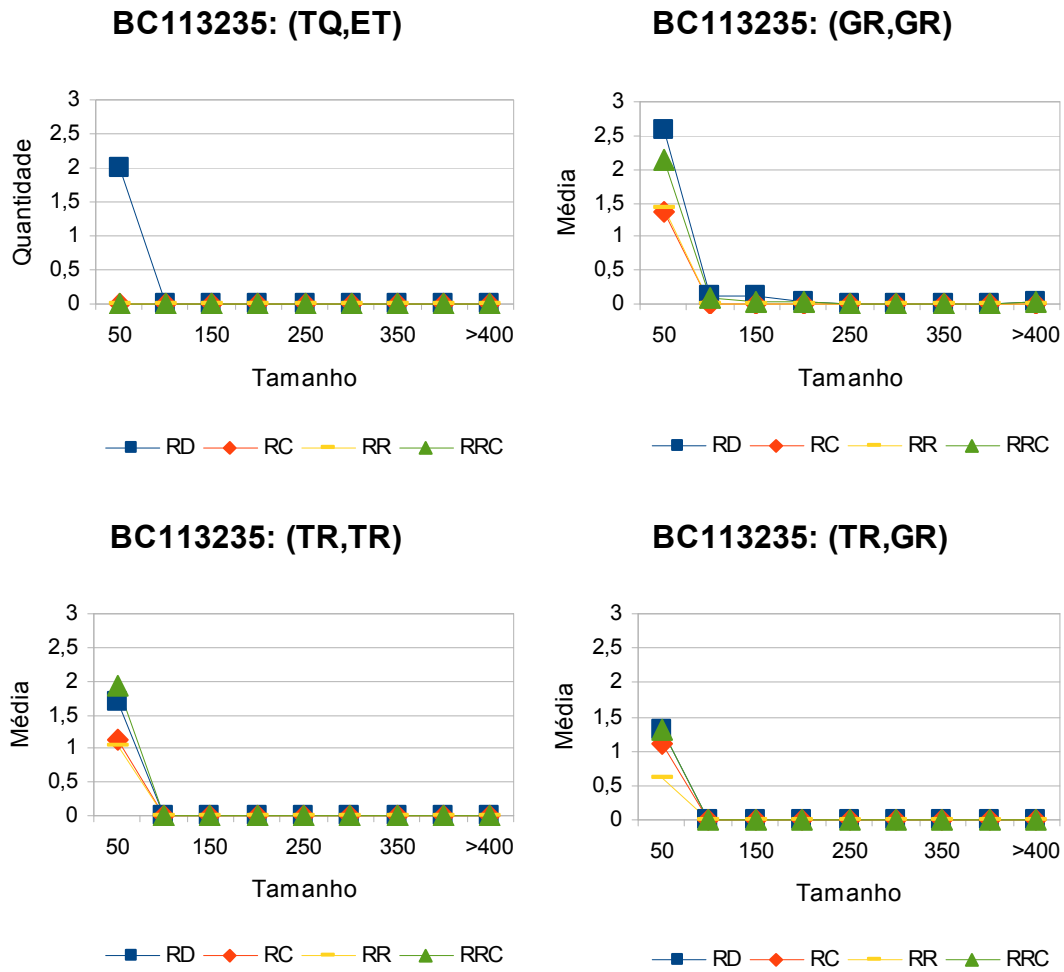 BC113235: (TQ,ET)
3
2,5
2
1,5
1
0,5
0
Quantidade
50 150 250 350 >400
Tamanho
RD RC RR RRC
BC113235: (GR,GR)
3
2,5
2
1,5
1
0,5
0
Média
50 150 250 350 >400
Tamanho
RD RC RR RRC
BC113235: (TR,TR)
3
2,5
2
1,5
1
0,5
0
Média
50 150 250 350 >400
Tamanho
RD RC RR RRC
BC113235: (TR,GR)
3
2,5
2
1,5
1
0,5
0
Média
50 150 250 350 >400
Tamanho
RD RC RR RRC